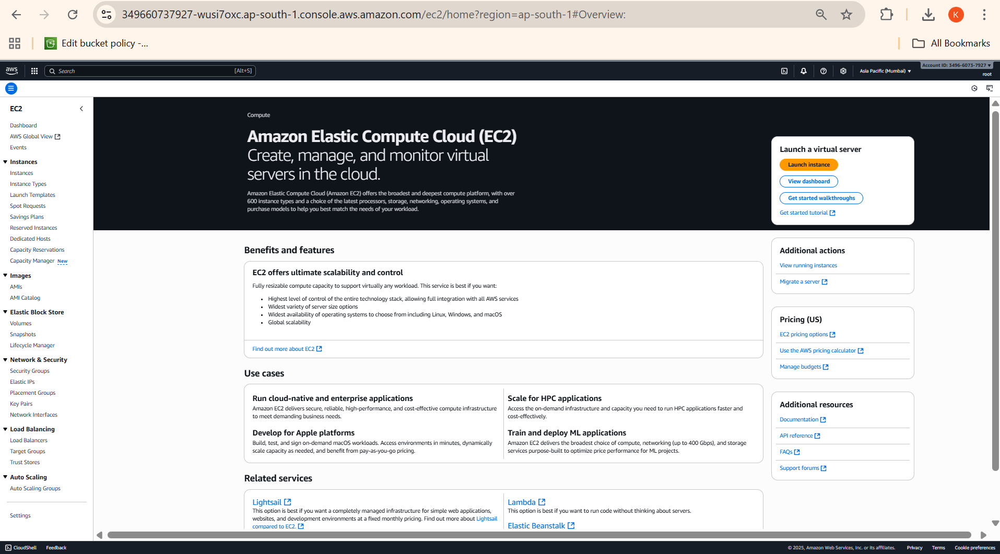 349660737927-wusi7oxc.ap-south-1.console.aws.amazon.com/ec2/home?region=ap-south-1#Overview:
K
Edit bucket policy -...
All Bookmarks
aws
Search
[Alt+S]
Asia Pacific (Mumbai)
Account ID: 3496-6073-7927
root
EC2
Dashboard
AWS Global View
Events
Instances
Instances
Instance Types
Launch Templates
Spot Requests
Savings Plans
Reserved Instances
Dedicated Hosts
Capacity Reservations
Capacity Manager New
Images
AMIs
AMI Catalog
Elastic Block Store
Volumes
Snapshots
Lifecycle Manager
Network & Security
Security Groups
Elastic IPs
Placement Groups
Key Pairs
Network Interfaces
Load Balancing
Load Balancers
Target Groups
Trust Stores
Auto Scaling
Auto Scaling Groups
Settings
Compute
Amazon Elastic Compute Cloud (EC2)
Create, manage, and monitor virtual
servers in the cloud.
Amazon Elastic Compute Cloud (Amazon EC2) offers the broadest and deepest compute platform, with over
600 instance types and a choice of the latest processors, storage, networking, operating systems, and
purchase models to help you best match the needs of your workload.
Launch a virtual server
Launch instance
View dashboard
Get started walkthroughs
Get started tutorial
Benefits and features
EC2 offers ultimate scalability and control
Fully resizable compute capacity to support virtually any workload. This service is best if you want:
• Highest level of control of the entire technology stack, allowing full integration with all AWS services
• Widest variety of server size options
• Widest availability of operating systems to choose from including Linux, Windows, and macOS
• Global scalability
Find out more about EC2
Use cases
Run cloud-native and enterprise applications
Amazon EC2 delivers secure, reliable, high-performance, and cost-effective compute infrastructure
to meet demanding business needs.
Scale for HPC applications
Access the on-demand infrastructure and capacity you need to run HPC applications faster and
cost-effectively.
Develop for Apple platforms
Build, test, and sign on-demand macOS workloads. Access environments in minutes, dynamically
scale capacity as needed, and benefit from pay-as-you-go pricing.
Train and deploy ML applications
Amazon EC2 delivers the broadest choice of compute, networking (up to 400 Gbps), and storage
services purpose-built to optimize price performance for ML projects.
Related services
Lightsail
This option is best if you want a completely managed infrastructure for simple web applications,
websites, and development environments at a fixed monthly pricing. Find out more about Lightsail
compared to EC2.
Lambda
This option is best if you want to run code without thinking about servers.
Elastic Beanstalk
Additional actions
View running instances
Migrate a server
Pricing (US)
EC2 pricing options
Use the AWS pricing calculator
Manage budgets
Additional resources
Documentation
API reference
FAQs
Support forums
CloudShell
Feedback
© 2025, Amazon Web Services, Inc. or its affiliates.
Privacy
Terms
Cookie preferences